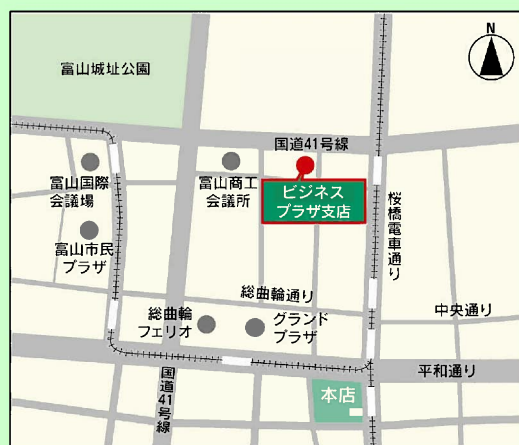 N
富山城址公園
国道41号線
富山国際
会議場
富山商工
会議所
ビジネス
プラザ支店
富山市民
プラザ
桜橋電車通り
総曲輪通り
総曲輪
フェリオ
グランド
プラザ
中央通り
平和通り
国道41号線
本店